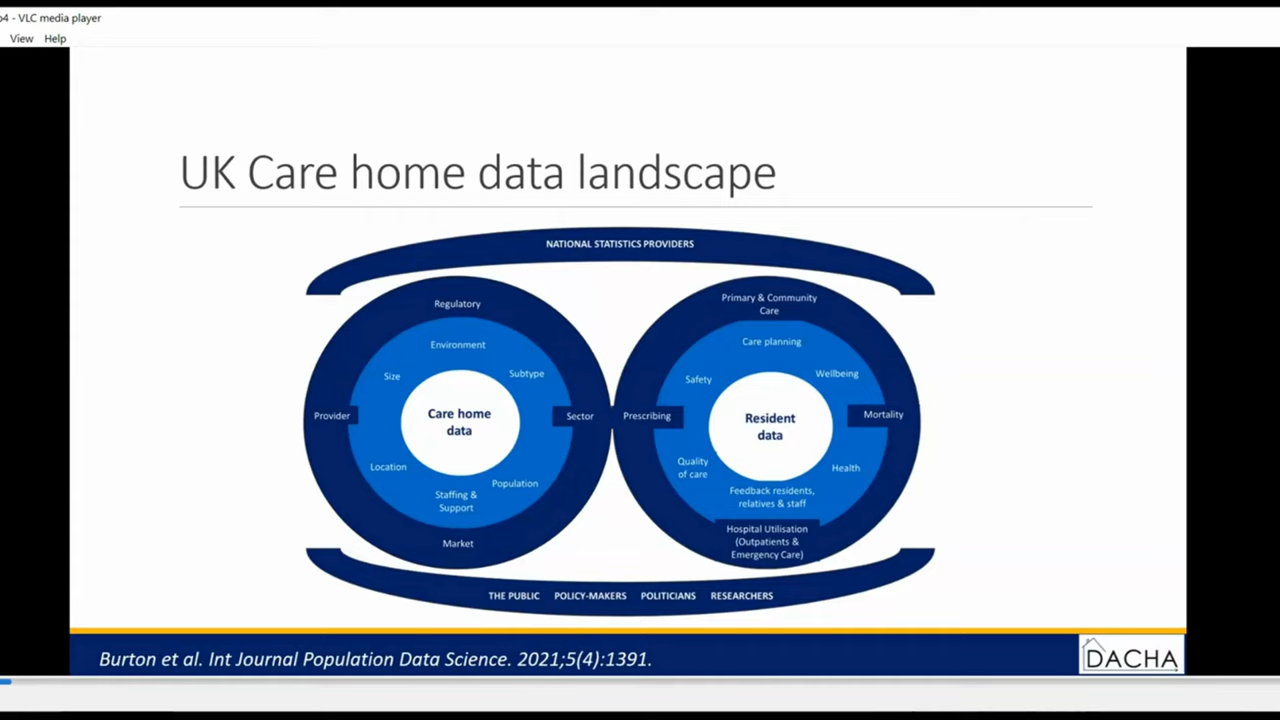 o4 - VLC media player
View Help
UK Care home data landscape
NATIONAL STATISTICS PROVIDERS
Regulatory
Environment
Size
Subtype
Provider
Care home
data
Sector
Location
Population
Staffing &
Support
Market
Primary & Community
Care
Care planning
Safety
Wellbeing
Prescribing
Resident
data
Mortality
Quality
of care
Health
Feedback residents,
relatives & staff
Hospital Utilisation
(Outpatients &
Emergency Care)
THE PUBLIC POLICY-MAKERS POLITICIANS RESEARCHERS
Burton et al. Int Journal Population Data Science. 2021;5(4):1391.
DACHA